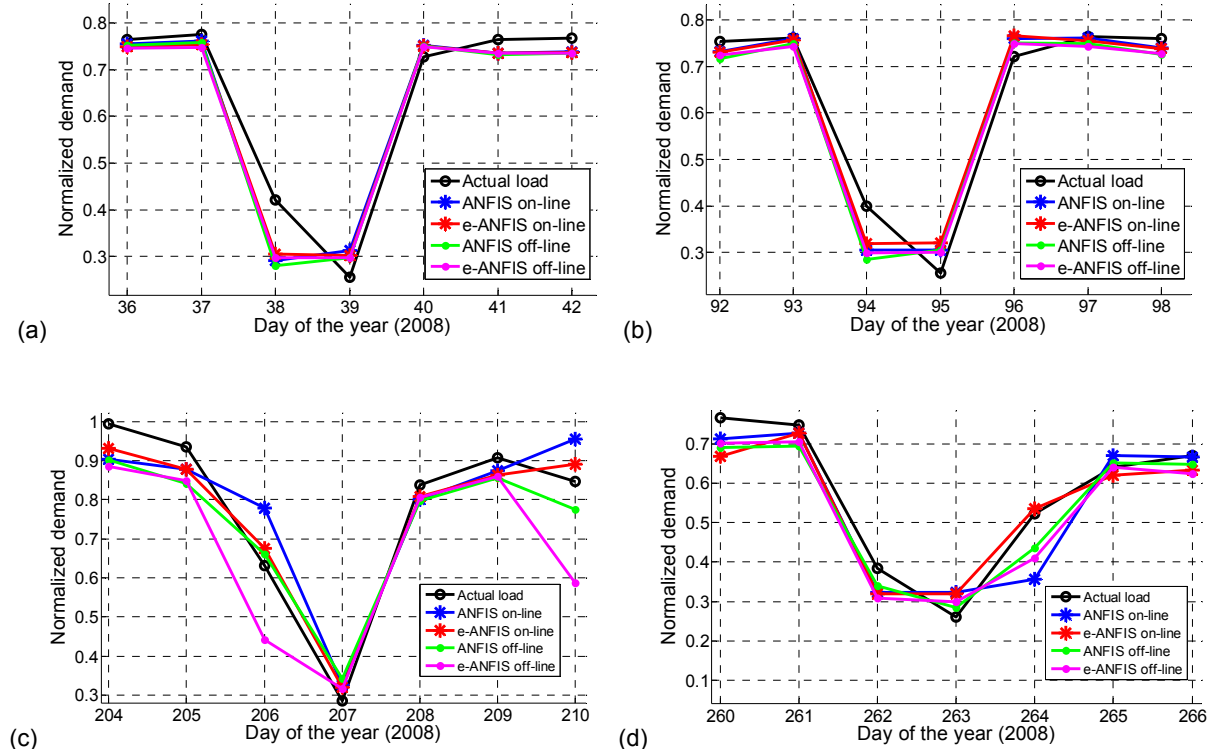 0.8
0.7
0.6
0.5
0.4
0.3
Normalized demand
Actual load
ANFIS on-line
e-ANFIS on-line
ANFIS off-line
e-ANFIS off-line
36 37 38 39 40 41 42
Day of the year (2008)
(a)
0.8
0.7
0.6
0.5
0.4
0.3
Normalized demand
Actual load
ANFIS on-line
e-ANFIS on-line
ANFIS off-line
e-ANFIS off-line
92 93 94 95 96 97 98
Day of the year (2008)
(b)
1
0.9
0.8
0.7
0.6
0.5
0.4
0.3
Normalized demand
Actual load
ANFIS on-line
e-ANFIS on-line
ANFIS off-line
e-ANFIS off-line
204 205 206 207 208 209 210
Day of the year (2008)
(c)
0.7
0.6
0.5
0.4
0.3
0.2
0.1
Normalized demand
Actual load
ANFIS on-line
e-ANFIS on-line
ANFIS off-line
e-ANFIS off-line
260 261 262 263 264 265 266
Day of the year (2008)
(d)